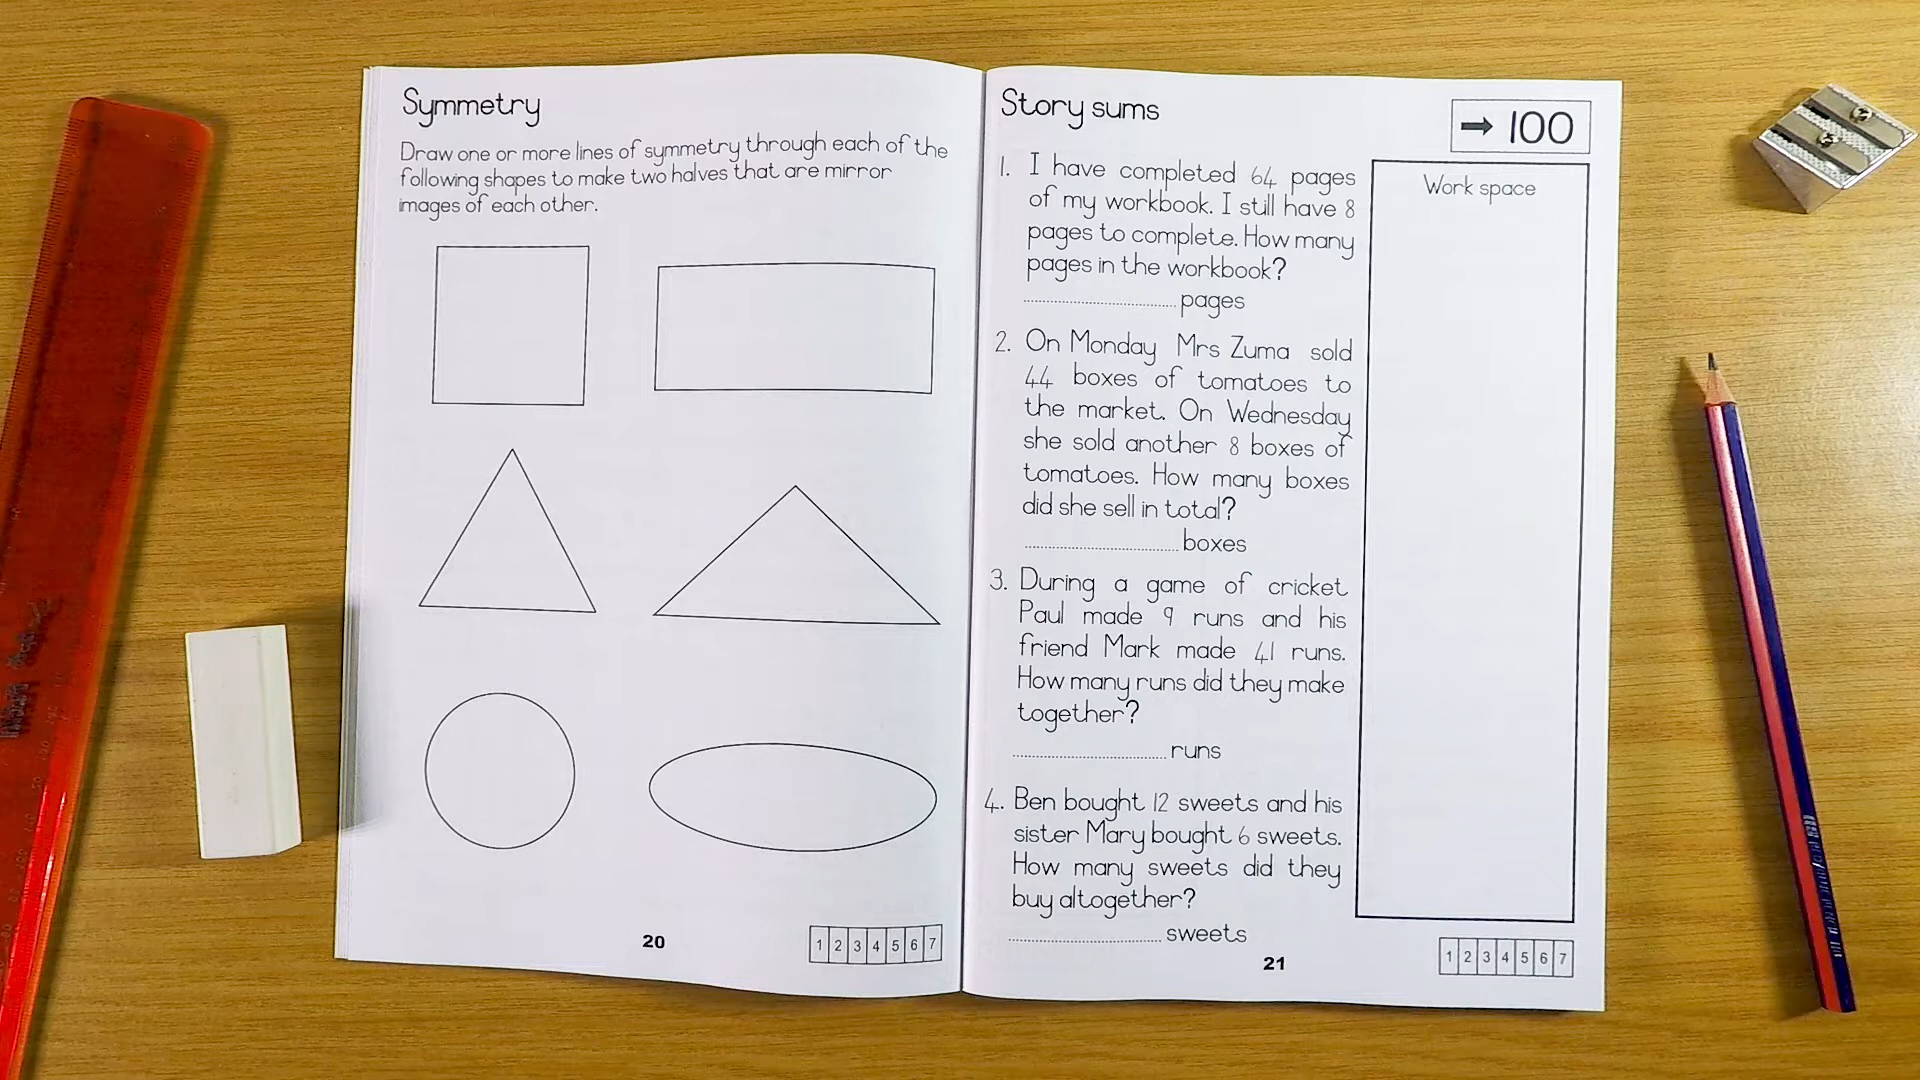 Symmetry
Draw one or more lines of symmetry through each of the
following shapes to make two halves that are mirror
images of each other.
20
1 2 3 4 5 6 7
Story sums
➡ 100
1. I have completed 64 pages
of my workbook. I still have 8
pages to complete. How many
pages in the workbook?
pages
2. On Monday Mrs Zuma sold
44 boxes of tomatoes to
the market. On Wednesday
she sold another 8 boxes of
tomatoes. How many boxes
did she sell in total?
boxes
3. During a game of cricket
Paul made 9 runs and his
friend Mark made 41 runs.
How many runs did they make
together?
runs
4. Ben bought 12 sweets and his
sister Mary bought 6 sweets.
How many sweets did they
buy altogether?
sweets
Work space
21
1 2 3 4 5 6 7